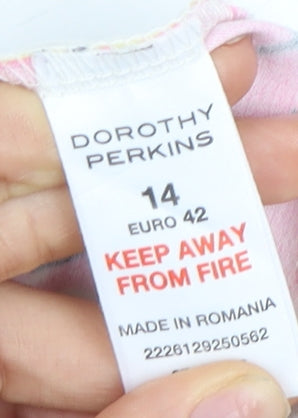 DOROTHY
PERKINS
14
EURO 42
KEEP AWAY
FROM FIRE
MADE IN ROMANIA
2226129250562